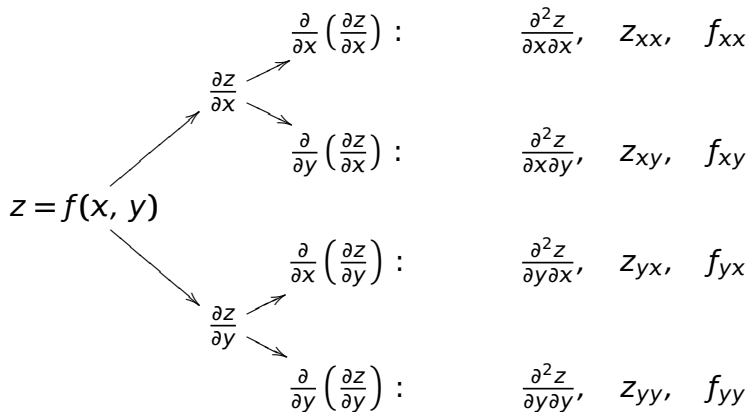 ∂/∂x (∂z/∂x) : ∂²z/∂x∂x, z_xx, f_xx
∂z/∂x
∂/∂y (∂z/∂x) : ∂²z/∂x∂y, z_xy, f_xy
z = f(x, y)
∂/∂x (∂z/∂y) : ∂²z/∂y∂x, z_yx, f_yx
∂z/∂y
∂/∂y (∂z/∂y) : ∂²z/∂y∂y, z_yy, f_yy